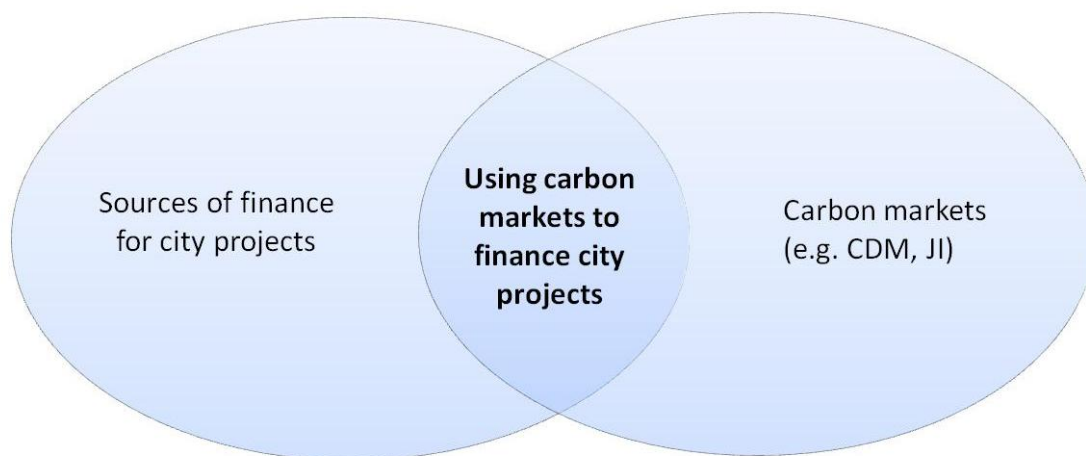 Sources of finance
for city projects
Using carbon
markets to
finance city
projects
Carbon markets
(e.g. CDM, JI)